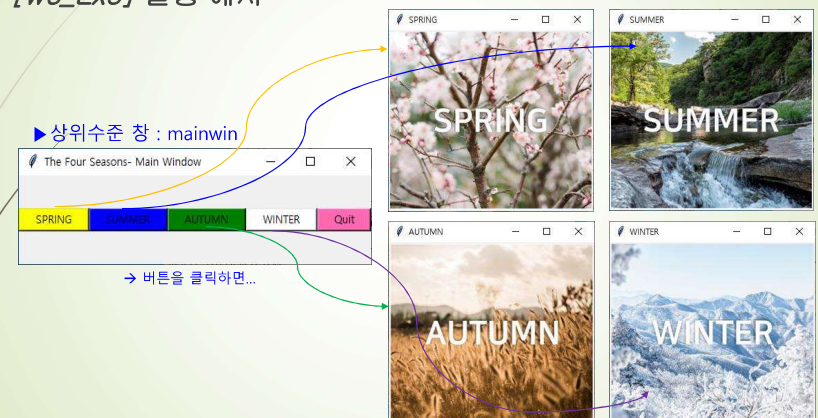 SPRING
SPRING
SUMMER
SUMMER
▶상위수준 창 : mainwin
The Four Seasons- Main Window
SPRING
SUMMER
AUTUMN
WINTER
Quit
→ 버튼을 클릭하면...
AUTUMN
AUTUMN
WINTER
WINTER